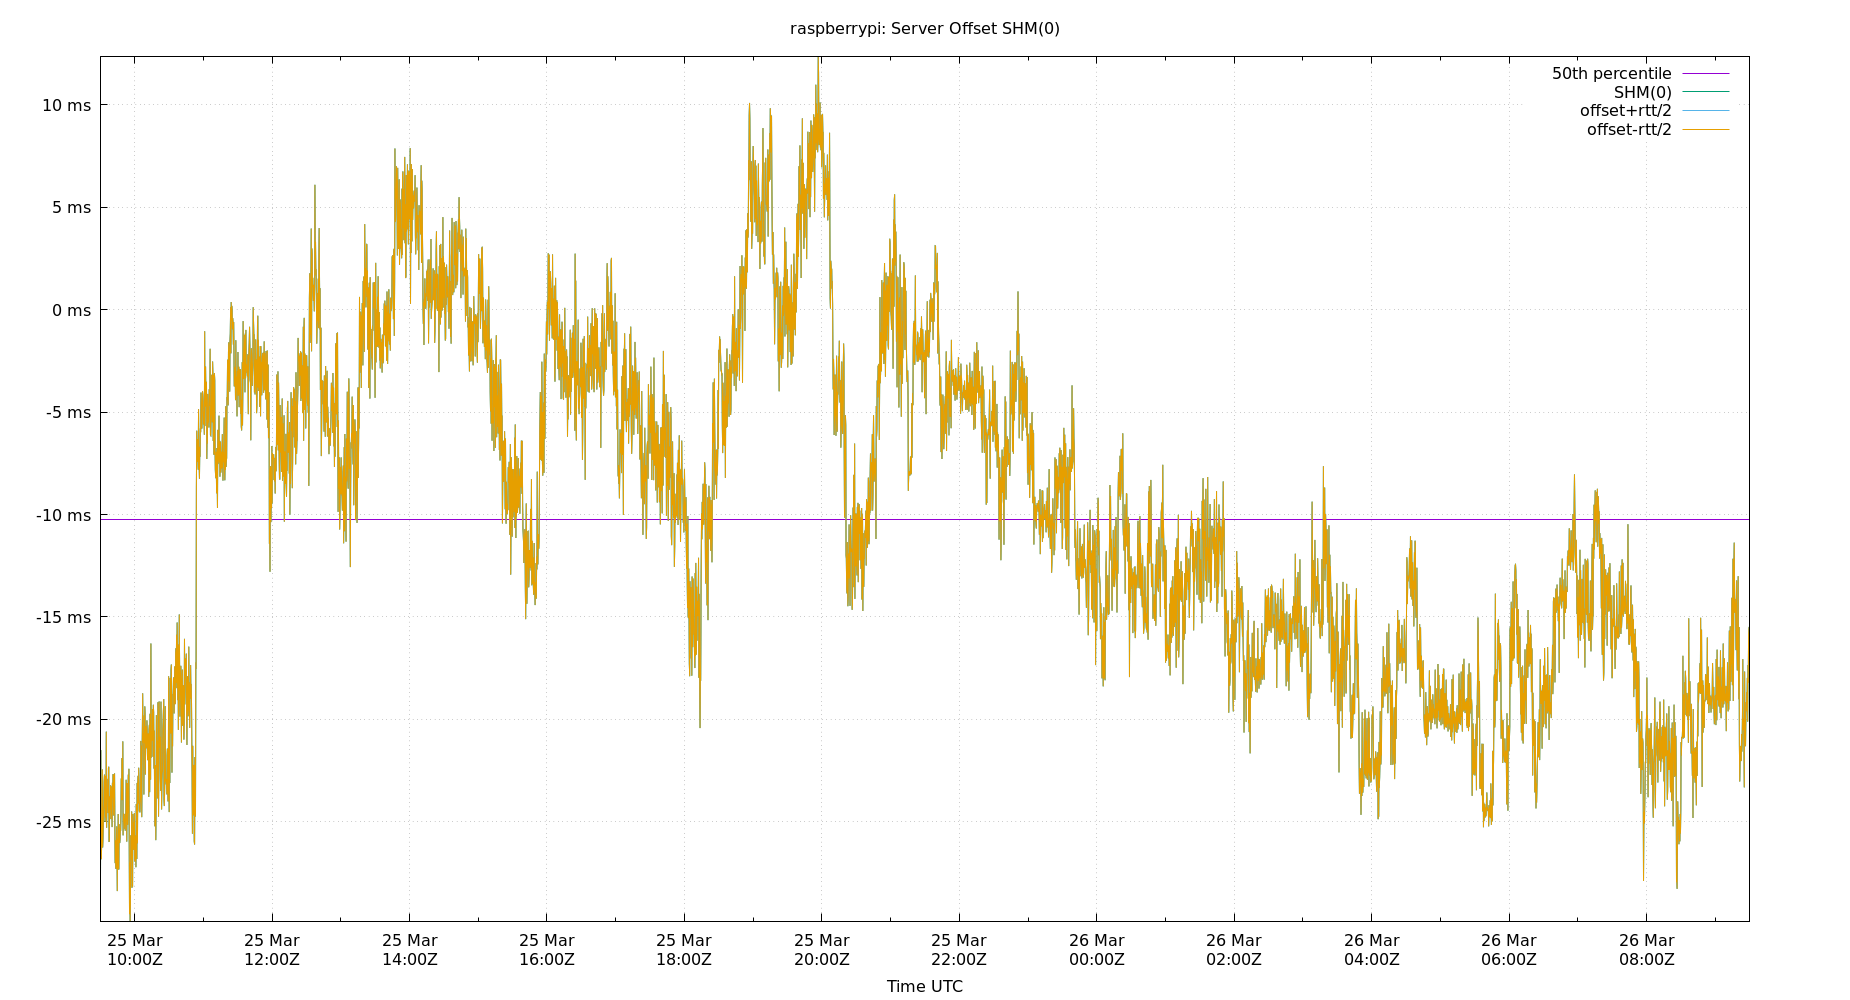 raspberrypi: Server Offset SHM(0)
50th percentile
SHM(0)
offset+rtt/2
offset-rtt/2
10 ms
5 ms
0 ms
-5 ms
-10 ms
-15 ms
-20 ms
-25 ms
25 Mar 25 Mar 25 Mar 25 Mar 25 Mar 25 Mar 25 Mar 26 Mar 26 Mar 26 Mar 26 Mar 26 Mar
10:00Z 12:00Z 14:00Z 16:00Z 18:00Z 20:00Z 22:00Z 00:00Z 02:00Z 04:00Z 06:00Z 08:00Z
Time UTC